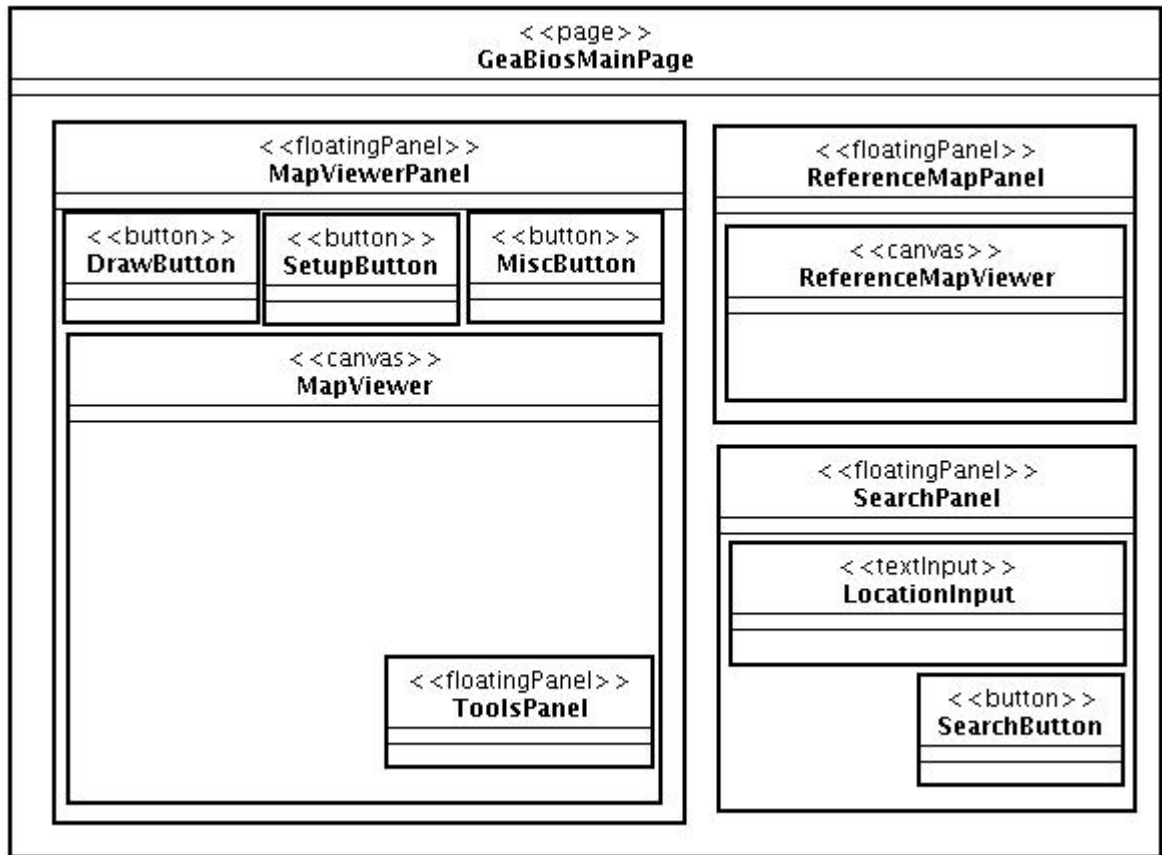 <<page>>
GeaBiosMainPage
<<floatingPanel>>
MapViewerPanel
<<button>>
DrawButton
<<button>>
SetupButton
<<button>>
MiscButton
<<canvas>>
MapViewer
<<floatingPanel>>
ToolsPanel
<<floatingPanel>>
ReferenceMapPanel
<<canvas>>
ReferenceMapViewer
<<floatingPanel>>
SearchPanel
<<textInput>>
LocationInput
<<button>>
SearchButton